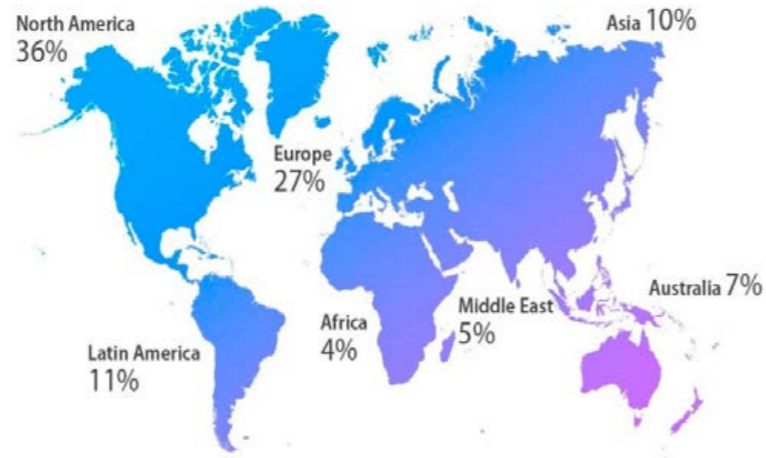 North America
36%
Asia 10%
Europe
27%
Australia 7%
Middle East
5%
Africa
4%
Latin America
11%